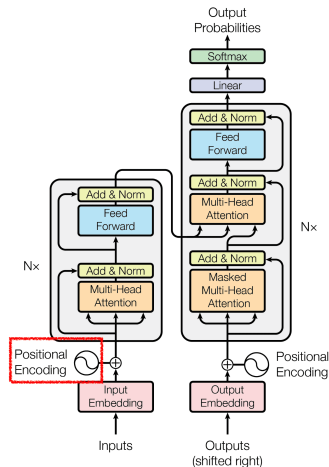 Output
Probabilities
Softmax
Linear
Add & Norm
Feed
Forward
Add & Norm
Multi-Head
Attention
Nx
Add & Norm
Masked
Multi-Head
Attention
Positional
Encoding
Output
Embedding
Outputs
(shifted right)
Add & Norm
Feed
Forward
Nx
Add & Norm
Multi-Head
Attention
Positional
Encoding
Input
Embedding
Inputs